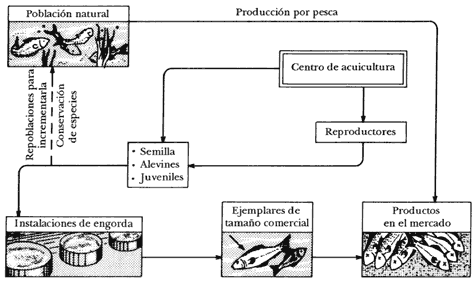 Población natural
Producción por pesca
Centro de acuicultura
Repoblaciones para
incrementarla
Conservación
de especies
Reproductores
• Semilla
• Alevines
• Juveniles
Instalaciones de engorda
Ejemplares de
tamaño comercial
Productos
en el mercado